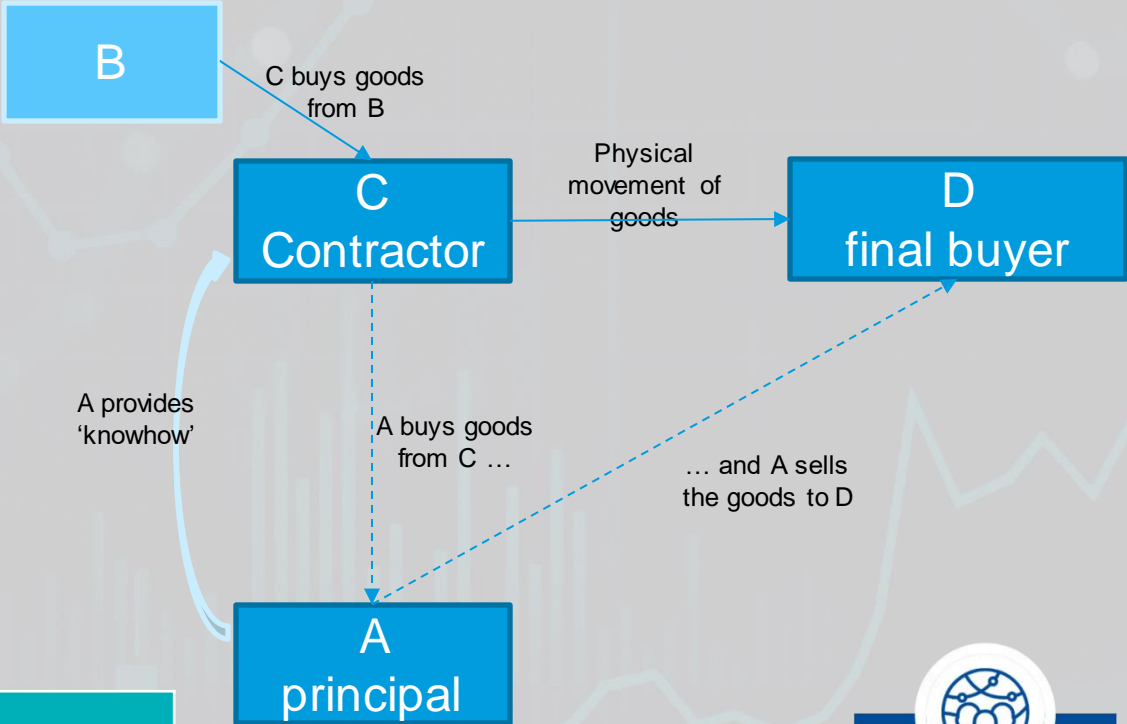 B
C buys goods
from B
C
Contractor
Physical
movement of
goods
D
final buyer
A provides
‘knowhow’
A buys goods
from C …
… and A sells
the goods to D
A
principal